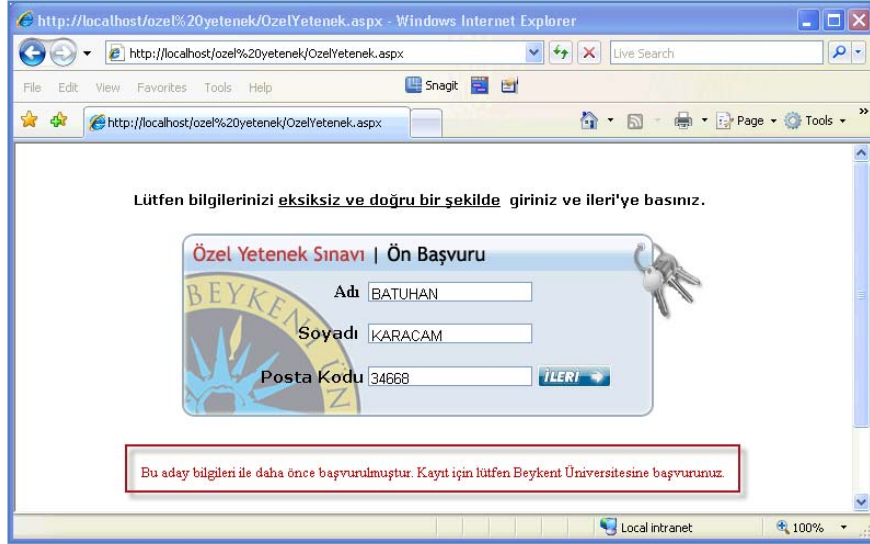 http://localhost/ozel%20yetenek/OzelYetenek.aspx - Windows Internet Explorer
http://localhost/ozel%20yetenek/OzelYetenek.aspx
Live Search
File Edit View Favorites Tools Help
Snagit
http://localhost/ozel%20yetenek/OzelYetenek.aspx
Page Tools »
Lütfen bilgilerinizi eksiksiz ve doğru bir şekilde giriniz ve ileri'ye basınız.
Özel Yetenek Sınavı | Ön Başvuru
BEYKENT ÜN
Adı BATUHAN
Soyadı KARACAM
Posta Kodu 34668 İLERİ
Bu aday bilgileri ile daha önce başvurulmuştur. Kayıt için lütfen Beykent Üniversitesine başvurunuz.
Local intranet 100%